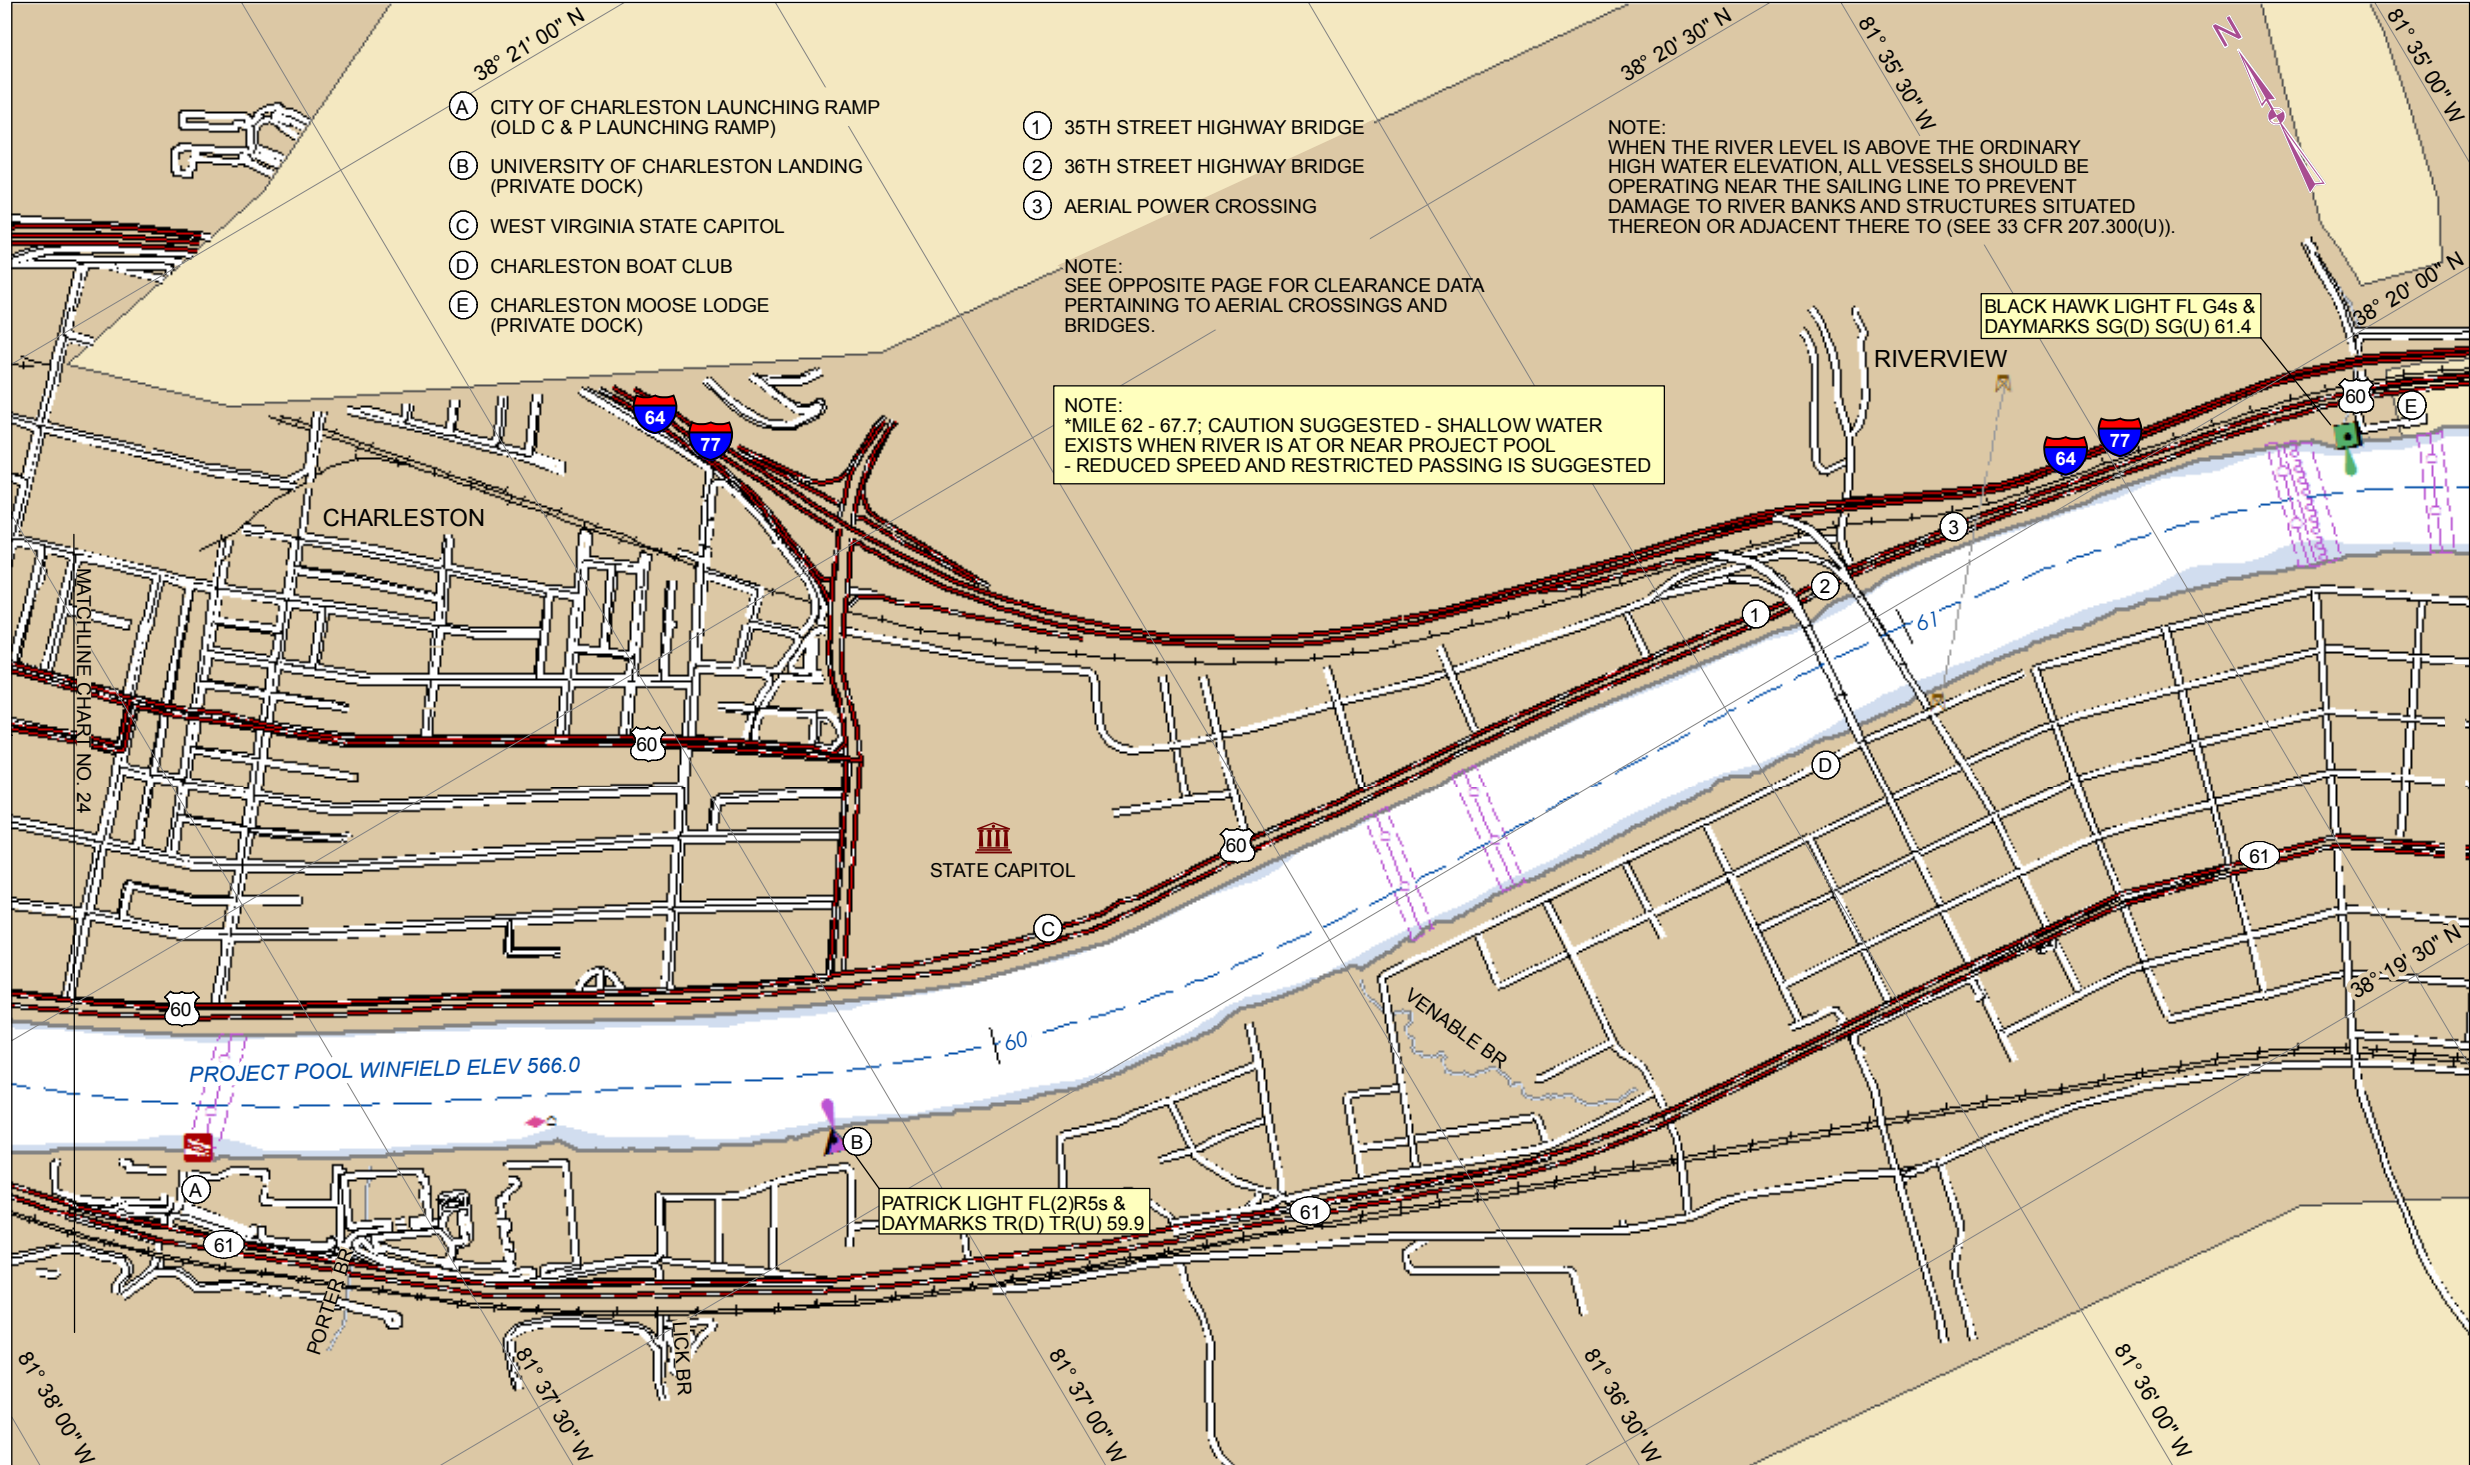 38° 21' 00" N
38° 20' 30" N
81° 35' 30" W
N
81° 35' 00" W
A CITY OF CHARLESTON LAUNCHING RAMP
(OLD C & P LAUNCHING RAMP)
B UNIVERSITY OF CHARLESTON LANDING
(PRIVATE DOCK)
C WEST VIRGINIA STATE CAPITOL
D CHARLESTON BOAT CLUB
E CHARLESTON MOOSE LODGE
(PRIVATE DOCK)
1 35TH STREET HIGHWAY BRIDGE
2 36TH STREET HIGHWAY BRIDGE
3 AERIAL POWER CROSSING
NOTE:
SEE OPPOSITE PAGE FOR CLEARANCE DATA
PERTAINING TO AERIAL CROSSINGS AND
BRIDGES.
NOTE:
WHEN THE RIVER LEVEL IS ABOVE THE ORDINARY
HIGH WATER ELEVATION, ALL VESSELS SHOULD BE
OPERATING NEAR THE SAILING LINE TO PREVENT
DAMAGE TO RIVER BANKS AND STRUCTURES SITUATED
THEREON OR ADJACENT THERE TO (SEE 33 CFR 207.300(U)).
38° 20' 00" N
BLACK HAWK LIGHT FL G4s &
DAYMARKS SG(D) SG(U) 61.4
RIVERVIEW
NOTE:
*MILE 62 - 67.7; CAUTION SUGGESTED - SHALLOW WATER
EXISTS WHEN RIVER IS AT OR NEAR PROJECT POOL
- REDUCED SPEED AND RESTRICTED PASSING IS SUGGESTED
64
77
60
E
77
64
CHARLESTON
3
2
1
61
MATCHLINE CHART NO. 24
60
D
60
61
STATE CAPITOL
C
38° 19' 30" N
60
VENABLE BR
60
PROJECT POOL WINFIELD ELEV 566.0
B
A
PATRICK LIGHT FL(2)R5s &
DAYMARKS TR(D) TR(U) 59.9
61
61
PORTER BR
LICK BR
81° 38' 00" W
81° 37' 30" W
81° 37' 00" W
81° 36' 30" W
81° 36' 00" W